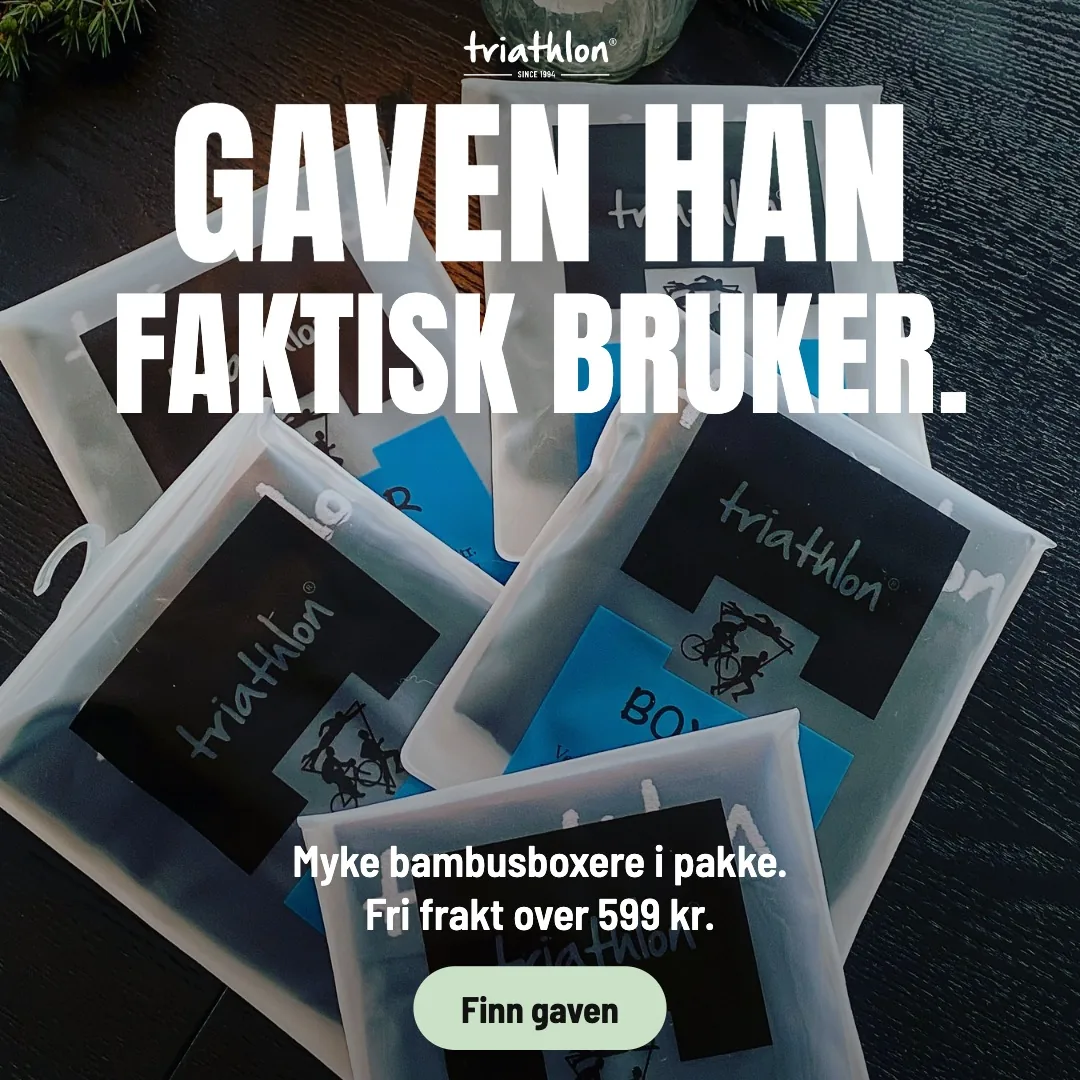 triathlon®
SINCE 1994
GAVEN HAN
FAKTISK BRUKER.
triathlon®
triathlon®
Myke bambusboxere i pakke.
Fri frakt over 599 kr.
triathlon
Finn gaven